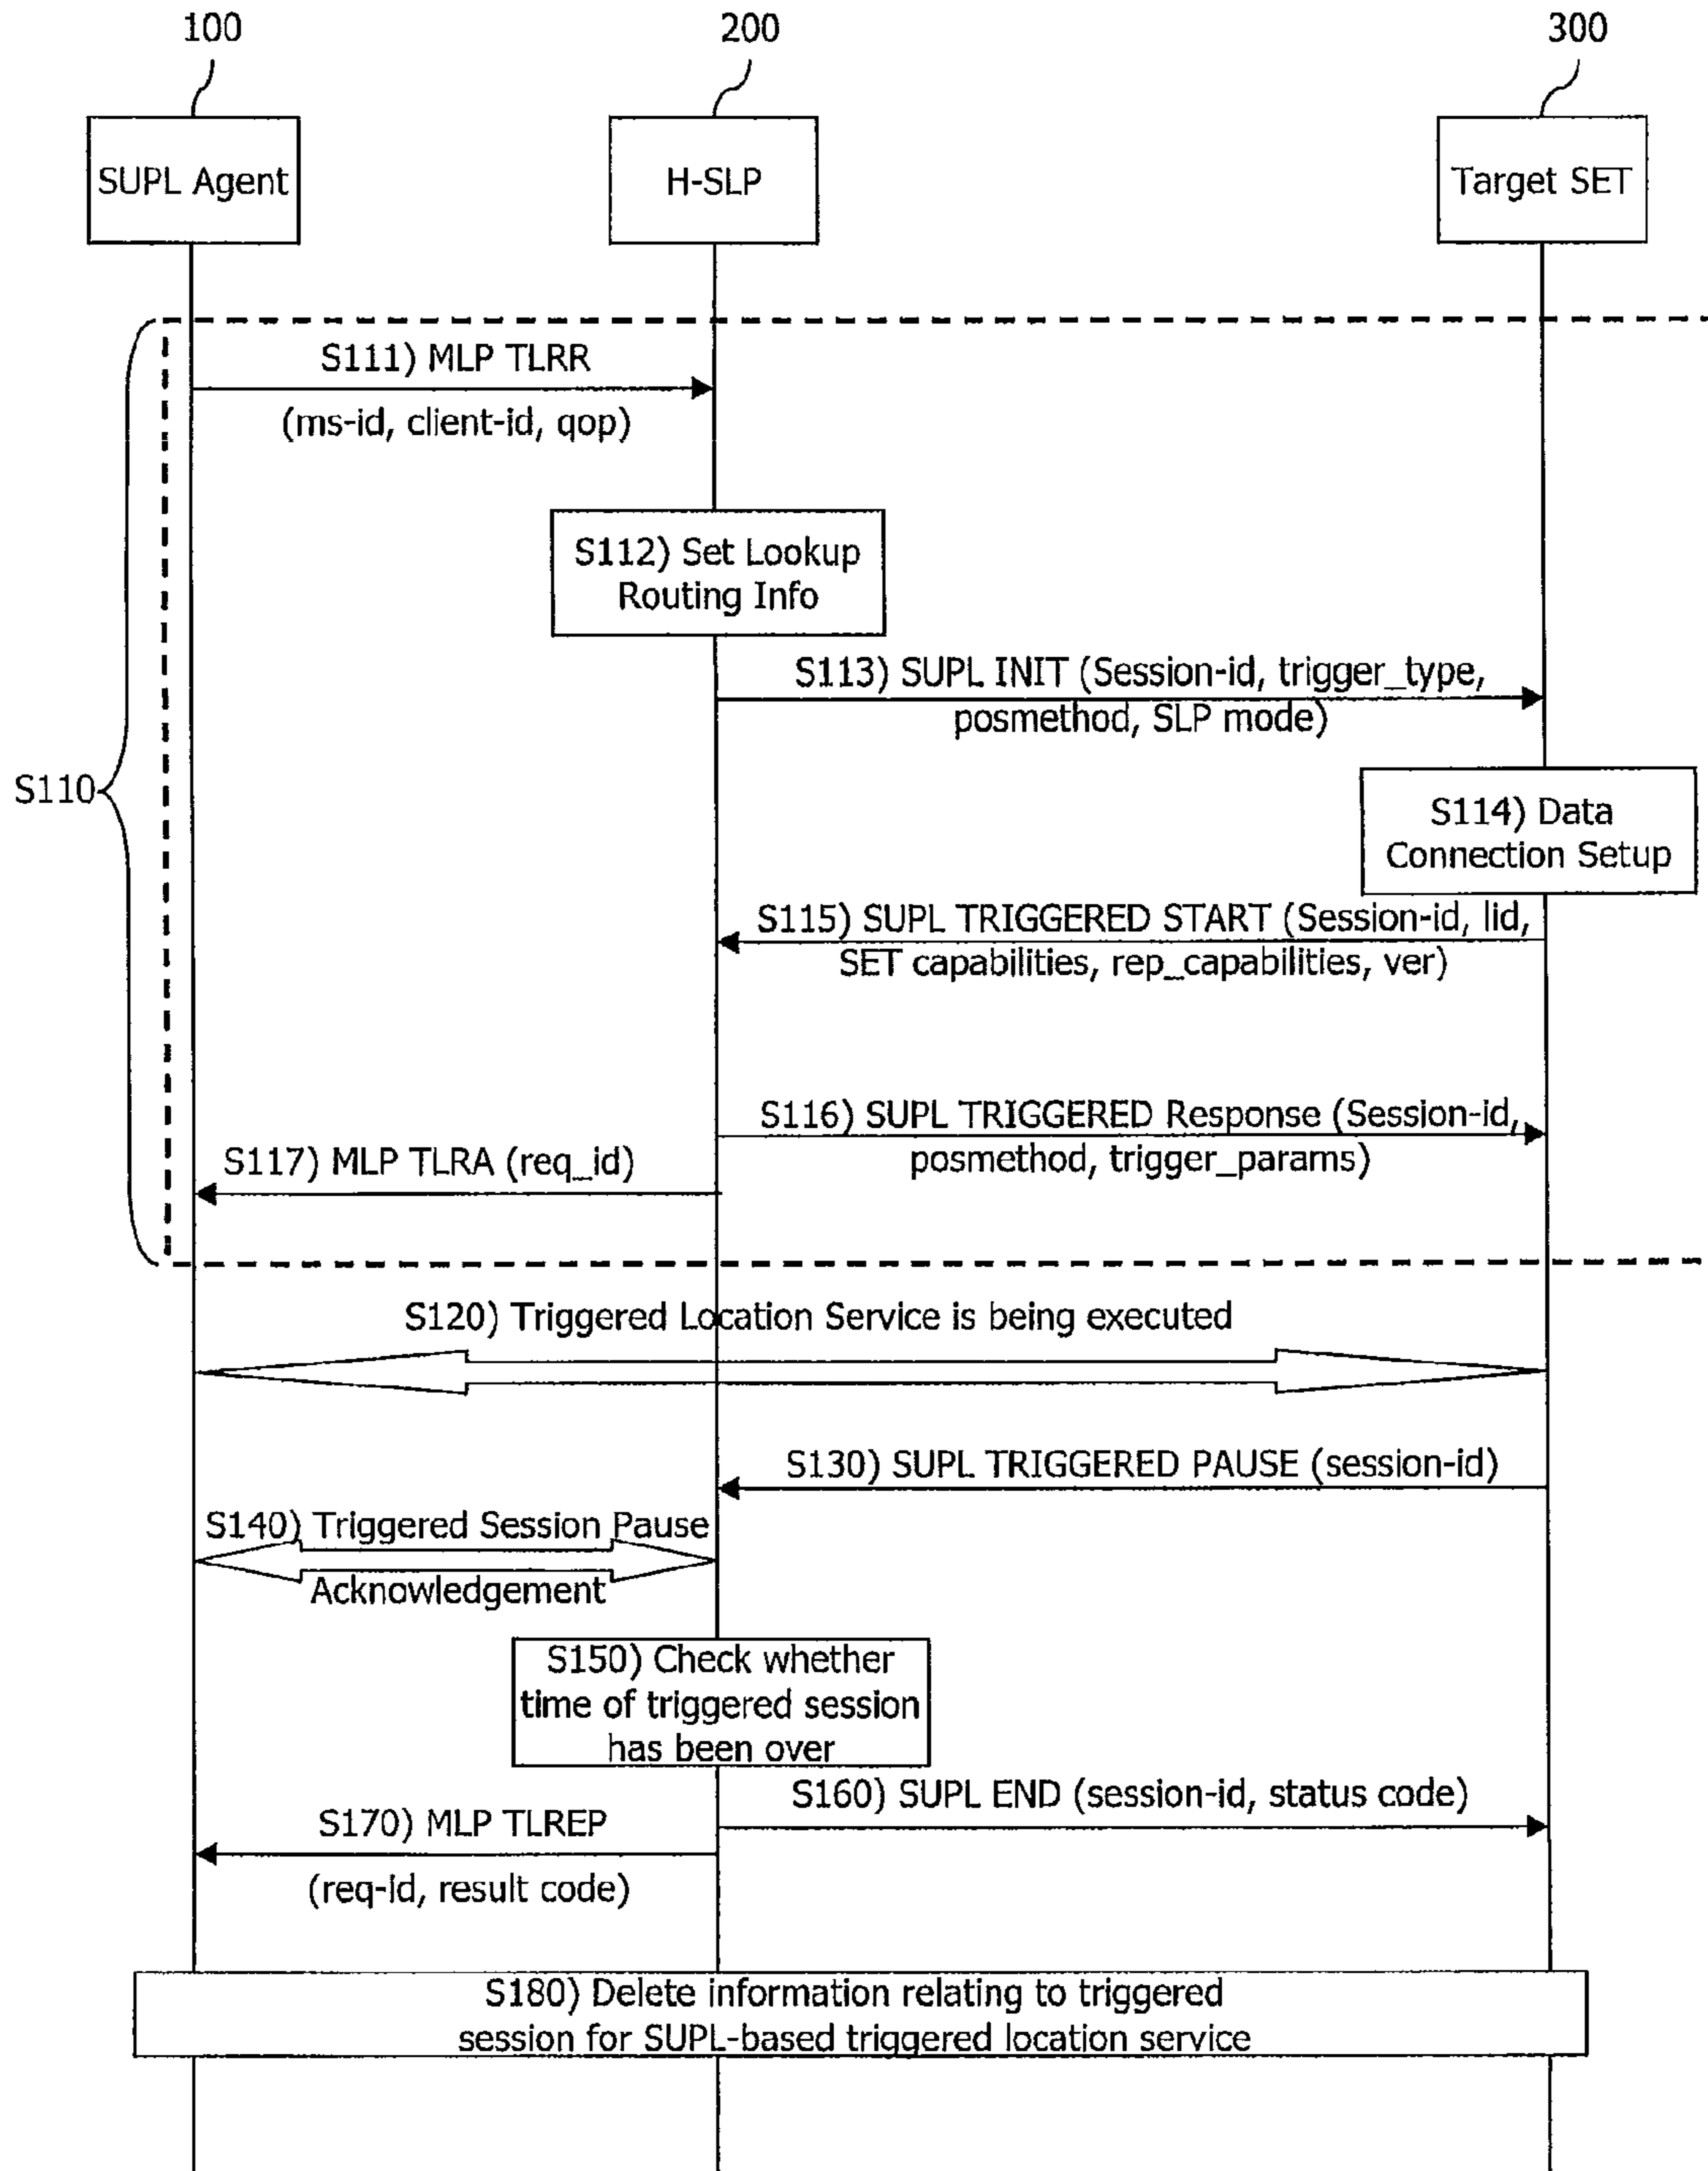 100
200
300
SUPL Agent
H-SLP
Target SET
S111) MLP TLRR
(ms-id, client-id, qop)
S112) Set Lookup
Routing Info
S113) SUPL INIT (Session-id, trigger_type,
posmethod, SLP mode)
S110
S114) Data
Connection Setup
S115) SUPL TRIGGERED START (Session-id, lid,
SET capabilities, rep_capabilities, ver)
S116) SUPL TRIGGERED Response (Session-id,
posmethod, trigger_params)
S117) MLP TLRA (req_id)
S120) Triggered Location Service is being executed
S130) SUPL TRIGGERED PAUSE (session-id)
S140) Triggered Session Pause
Acknowledgement
S150) Check whether
time of triggered session
has been over
S160) SUPL END (session-id, status code)
S170) MLP TLREP
(req-id, result code)
S180) Delete information relating to triggered
session for SUPL-based triggered location service